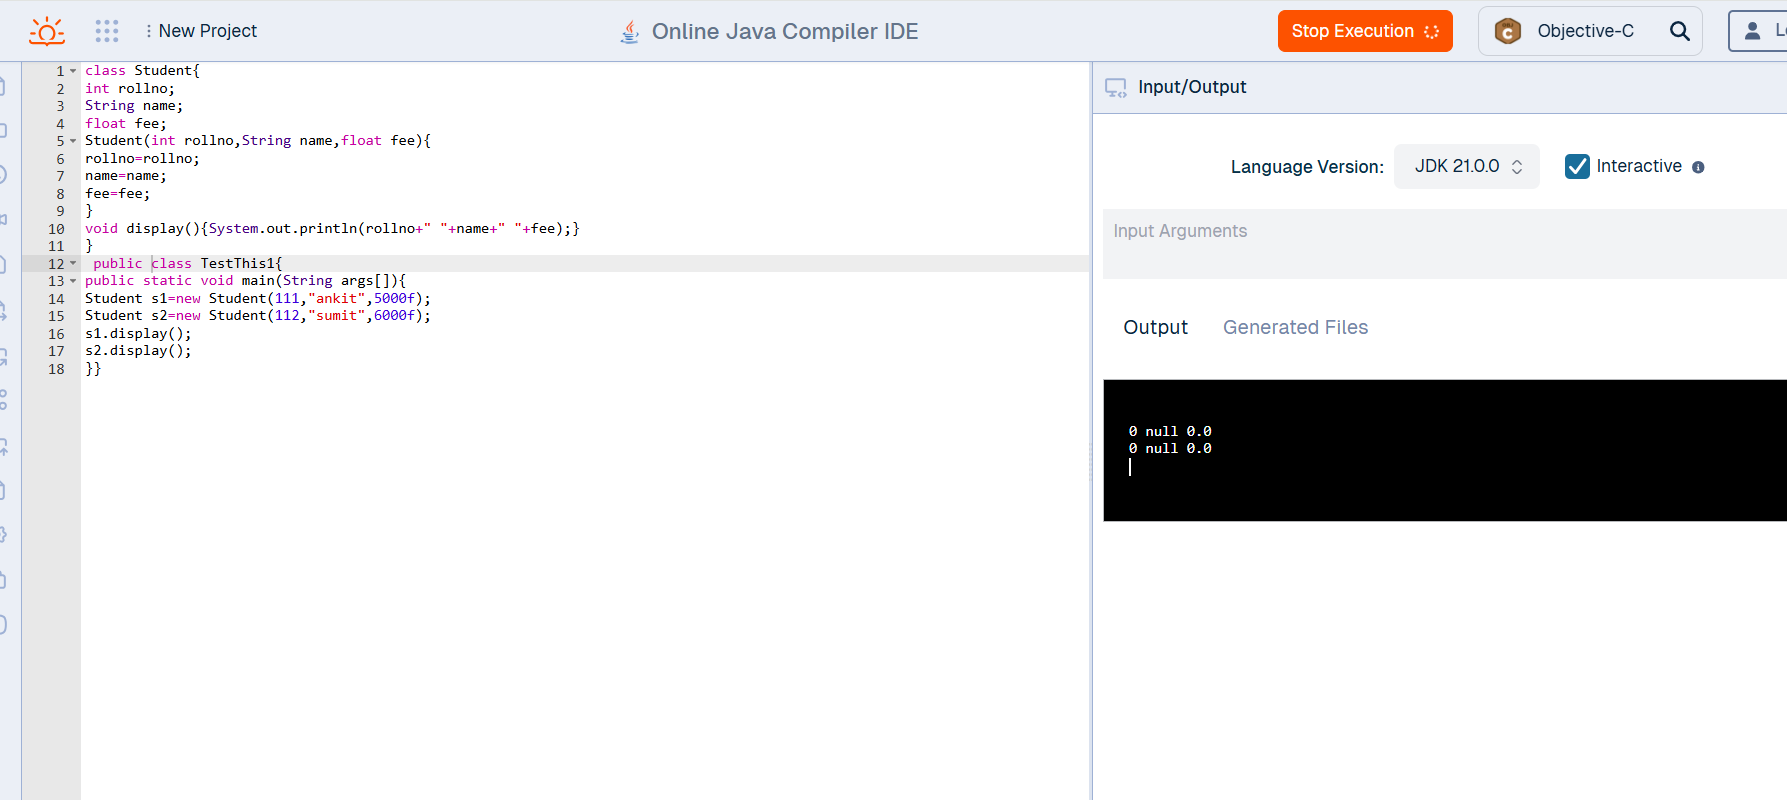 New Project
Online Java Compiler IDE
Stop Execution
Objective-C
1 class Student{
2 int rollno;
3 String name;
4 float fee;
5 Student(int rollno,String name,float fee){
6 rollno=rollno;
7 name=name;
8 fee=fee;
9 }
10 void display(){System.out.println(rollno+" "+name+" "+fee);}
11 }
12 public class TestThis1{
13 public static void main(String args[]){
14 Student s1=new Student(111,"ankit",5000f);
15 Student s2=new Student(112,"sumit",6000f);
16 s1.display();
17 s2.display();
18 }}
Input/Output
Language Version: JDK 21.0.0 Interactive
Input Arguments
Output Generated Files
0 null 0.0
0 null 0.0